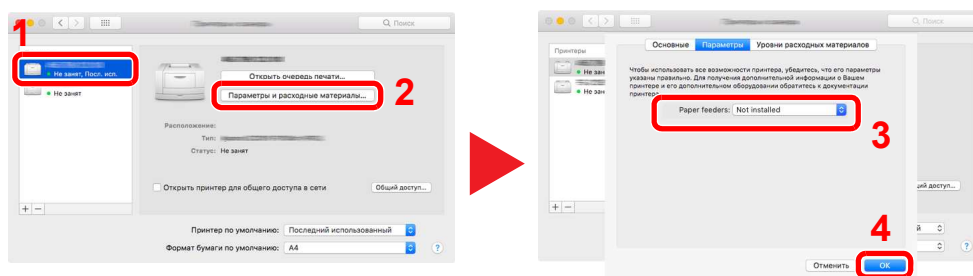 1
Поиск
Не занят, Посл. исп.
Не занят
Открыть очередь печати...
Параметры и расходные материалы...
2
Расположение:
Тип:
Статус: Не занят
Открыть принтер для общего доступа в сети
Общий доступ...
+ −
Принтер по умолчанию: Последний использованный
Формат бумаги по умолчанию: A4
?
Поиск
Принтеры
Не зан
Не зан
Основные Параметры Уровни расходных материалов
Чтобы использовать все возможности принтера, убедитесь, что его параметры
указаны правильно. Для получения дополнительной информации о Вашем
принтере и его дополнительном оборудовании обратитесь к документации
принтера.
Paper feeders: Not installed
3
ий доступ...
+ −
й
4
?
Отменить OK